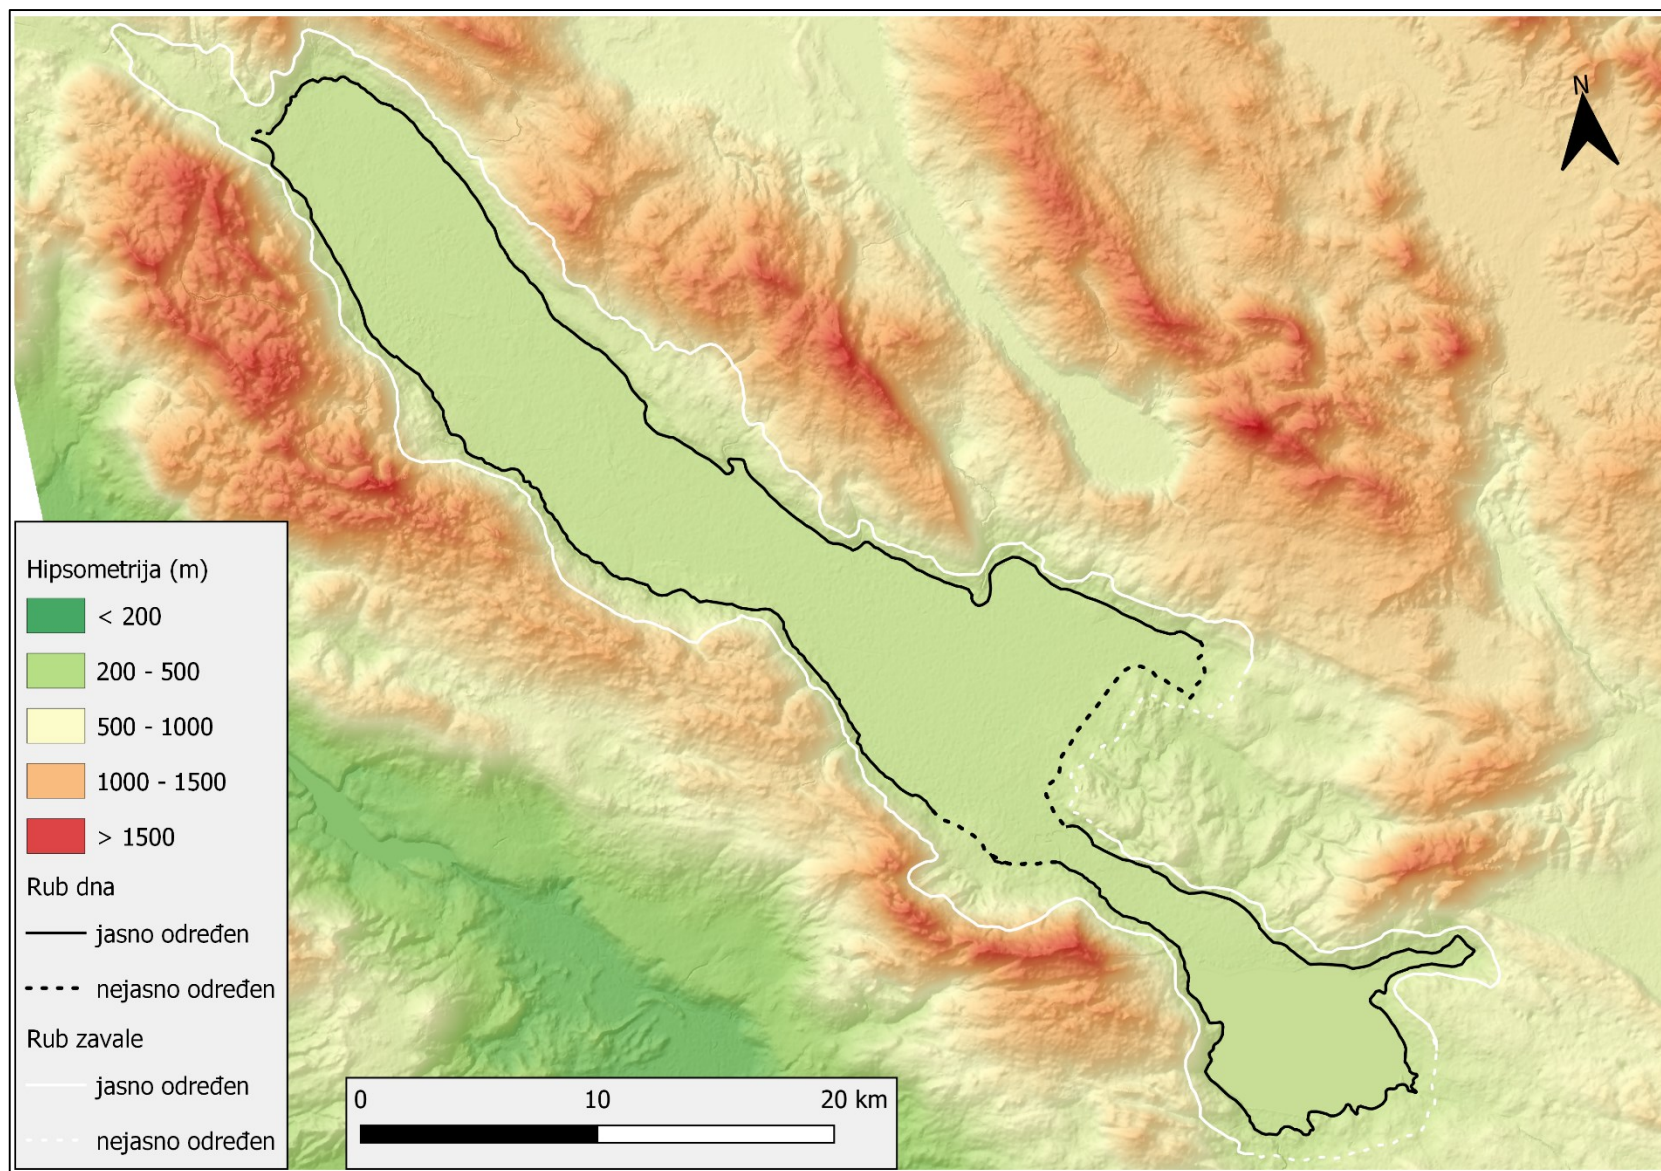 N
Hipsometrija (m)
< 200
200 - 500
500 - 1000
1000 - 1500
> 1500
Rub dna
jasno određen
nejasno određen
Rub zavale
jasno određen
nejasno određen
0 10 20 km